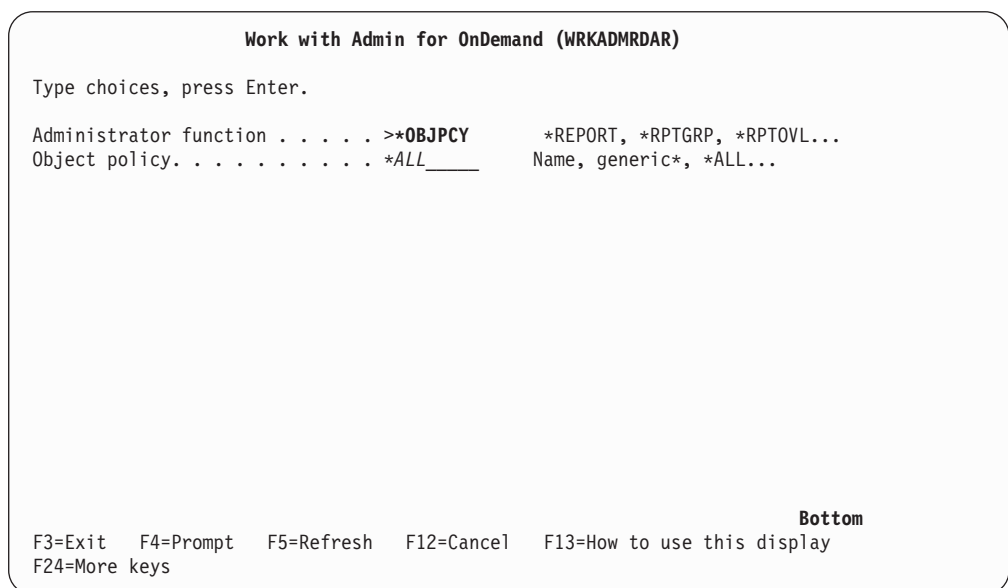 Work with Admin for OnDemand (WRKADMRDAR)
Type choices, press Enter.
Administrator function . . . . . >*OBJPCY *REPORT, *RPTGRP, *RPTOVL...
Object policy. . . . . . . . . . *ALL_____ Name, generic*, *ALL...
Bottom
F3=Exit F4=Prompt F5=Refresh F12=Cancel F13=How to use this display
F24=More keys